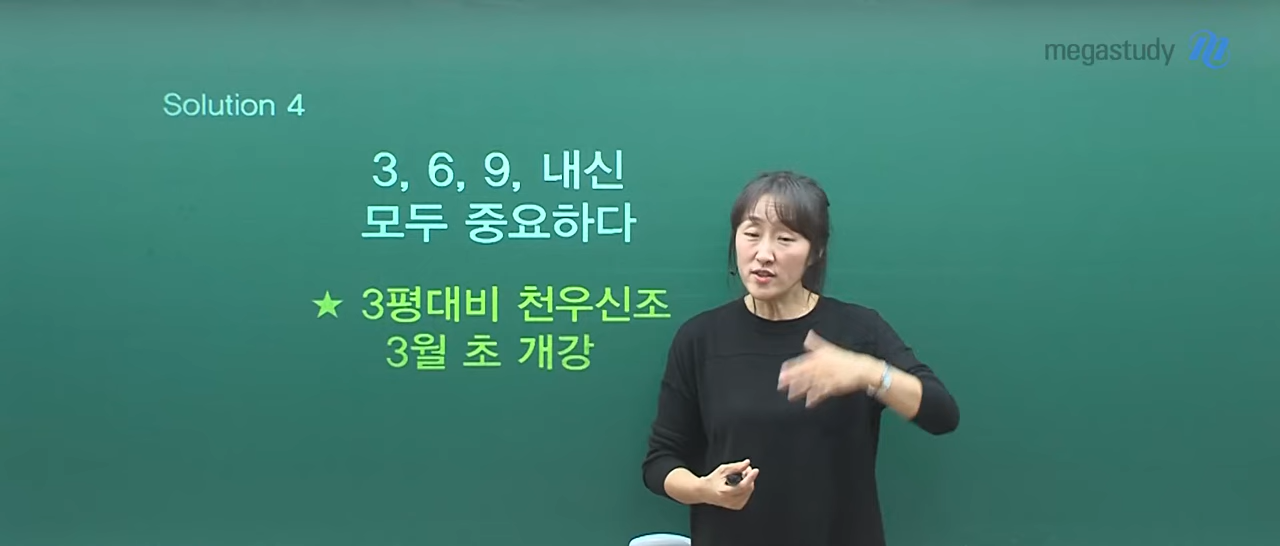 megastudy
Solution 4
3, 6, 9, 내신
모두 중요하다
★ 3평대비 천우신조
3월 초 개강